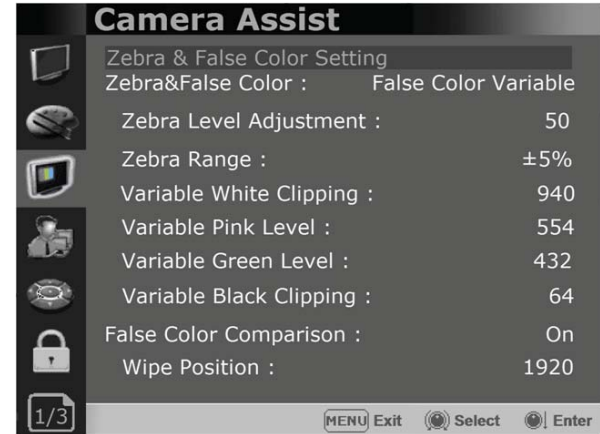 Camera Assist
Zebra & False Color Setting
Zebra&False Color : False Color Variable
Zebra Level Adjustment : 50
Zebra Range : ±5%
Variable White Clipping : 940
Variable Pink Level : 554
Variable Green Level : 432
Variable Black Clipping : 64
False Color Comparison : On
Wipe Position : 1920
1/3 MENU Exit Select Enter